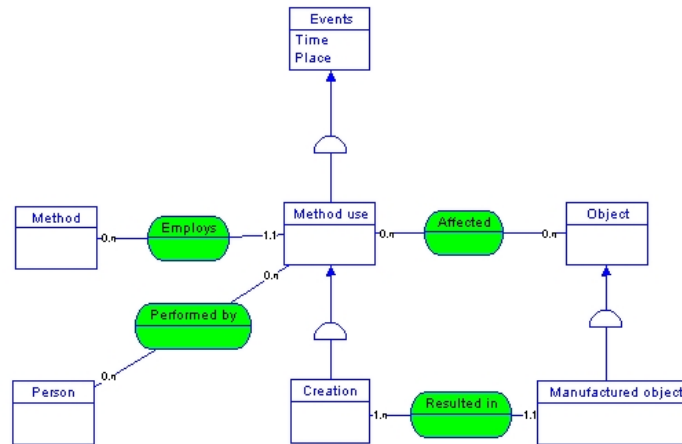 Events
Time
Place
Method
0.n
Employs
1.1
Method use
0.n
Affected
0.n
Object
0.n
Performed by
0.n
Person
Creation
1.n
Resulted in
1.1
Manufactured object